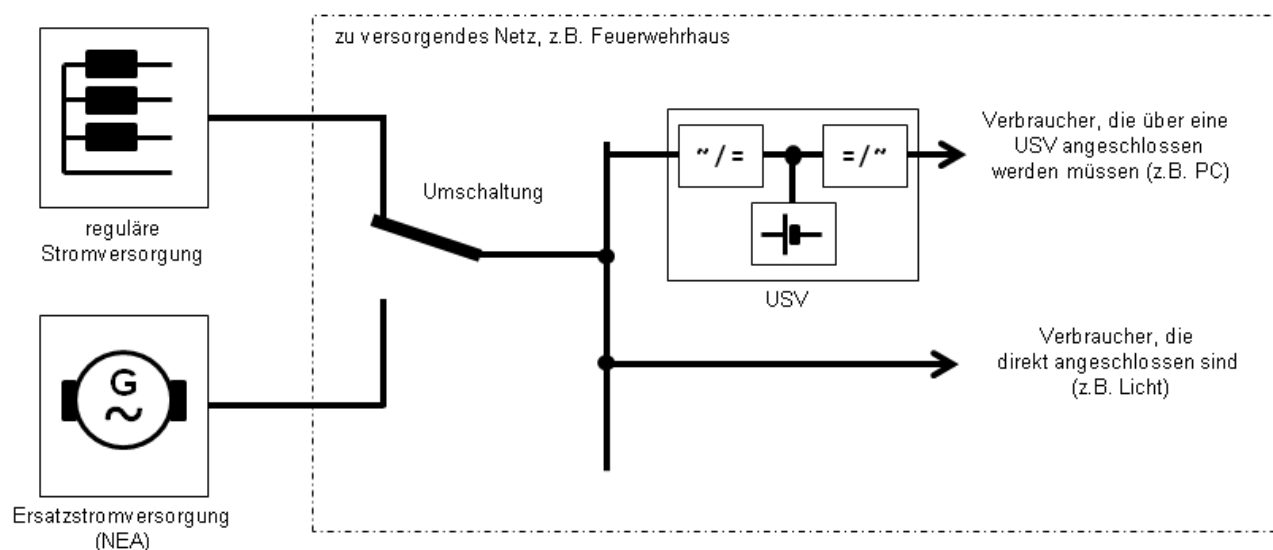 zu versorgendes Netz, z.B. Feuerwehrhaus
reguläre
Stromversorgung
Umschaltung
~/=
=/~
USV
Verbraucher, die über eine
USV angeschlossen
werden müssen (z.B. PC)
Verbraucher, die
direkt angeschlossen sind
(z.B. Licht)
G
~
Ersatzstromversorgung
(NEA)